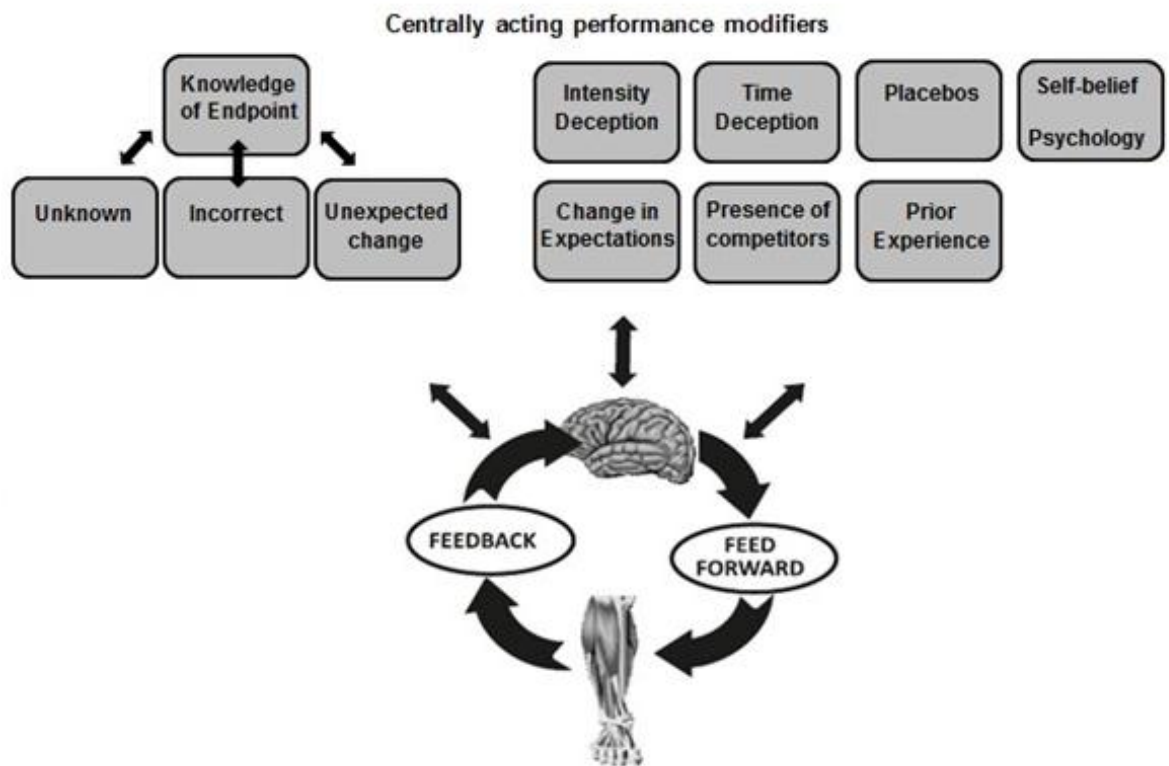 Centrally acting performance modifiers
Knowledge
of Endpoint
Unknown
Incorrect
Unexpected
change
Intensity
Deception
Time
Deception
Placebos
Self-belief
Psychology
Change in
Expectations
Presence of
competitors
Prior
Experience
FEEDBACK
FEED
FORWARD